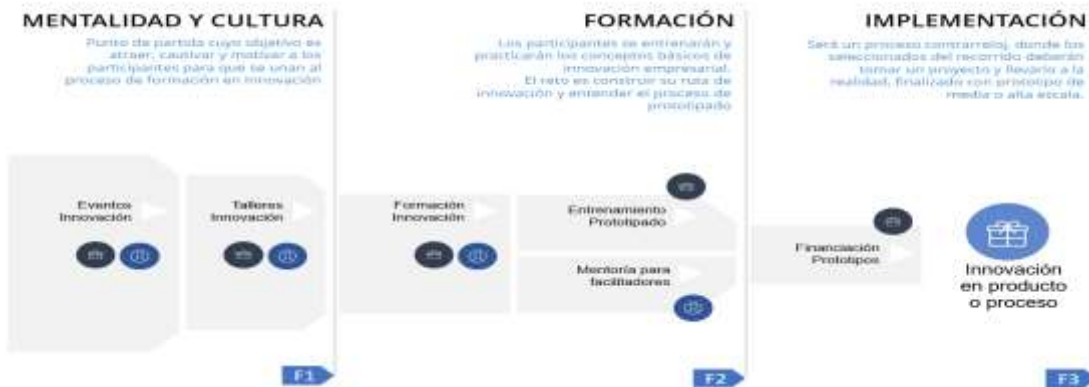 MENTALIDAD Y CULTURA
Punto de partida cuyo objetivo es
atraer, cautivar y motivar a los
participantes para que se unan al
proceso de formación en Innovación
FORMACIÓN
Los participantes se entrenarán y
practicarán los conceptos básicos de
innovación empresarial.
El reto es construir su ruta de
innovación y entender el proceso de
prototipado
IMPLEMENTACIÓN
Será un proceso contrarreloj, donde los
seleccionados del recorrido deberán
tomar un proyecto y llevarlo a la
realidad, finalizado con prototipo de
media o alta escala.
Eventos
Innovación
Talleres
Innovación
Formación
Innovación
Entrenamiento
Prototipado
Mentoría para
facilitadores
Financiación
Prototipos
Innovación
en producto
o proceso
F1
F2
F3